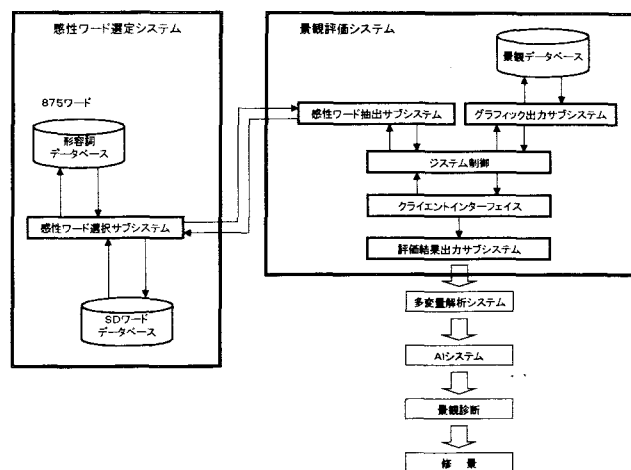 感性ワード選定システム
875ワード
形容詞
データベース
感性ワード選択サブシステム
SDワード
データベース
景観評価システム
景観データベース
感性ワード抽出サブシステム
グラフィック出力サブシステム
ジステム制御
クライエントインターフェイス
評価結果出力サブシステム
多変量解析システム
AIシステム
景観診断
修 景